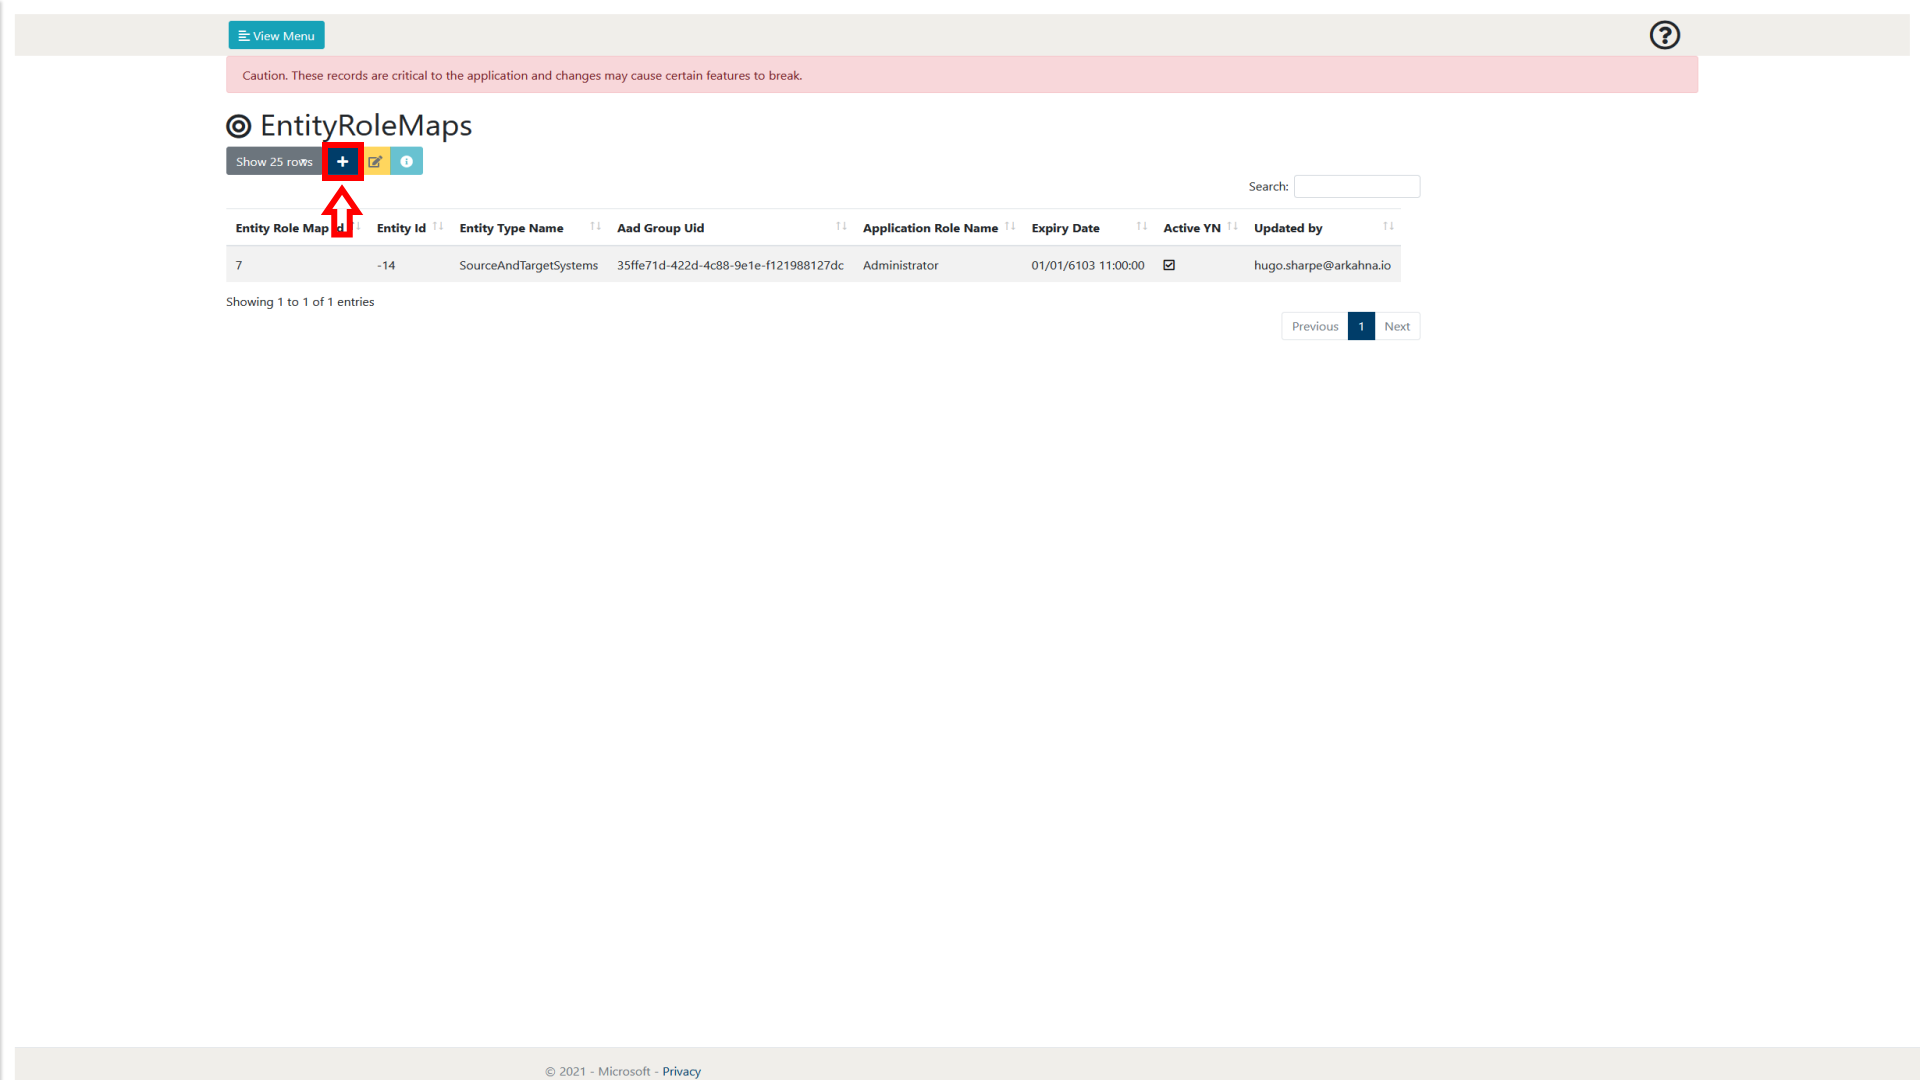 View Menu
Caution. These records are critical to the application and changes may cause certain features to break.
EntityRoleMaps
Show 25 rows
Search:
Entity Role Map Id Entity Id Entity Type Name Aad Group Uid Application Role Name Expiry Date Active YN Updated by
7 -14 SourceAndTargetSystems 35ffe71d-422d-4c88-9e1e-f121988127dc Administrator 01/01/6103 11:00:00 hugo.sharpe@arkahna.io
Showing 1 to 1 of 1 entries
Previous 1 Next
© 2021 - Microsoft - Privacy